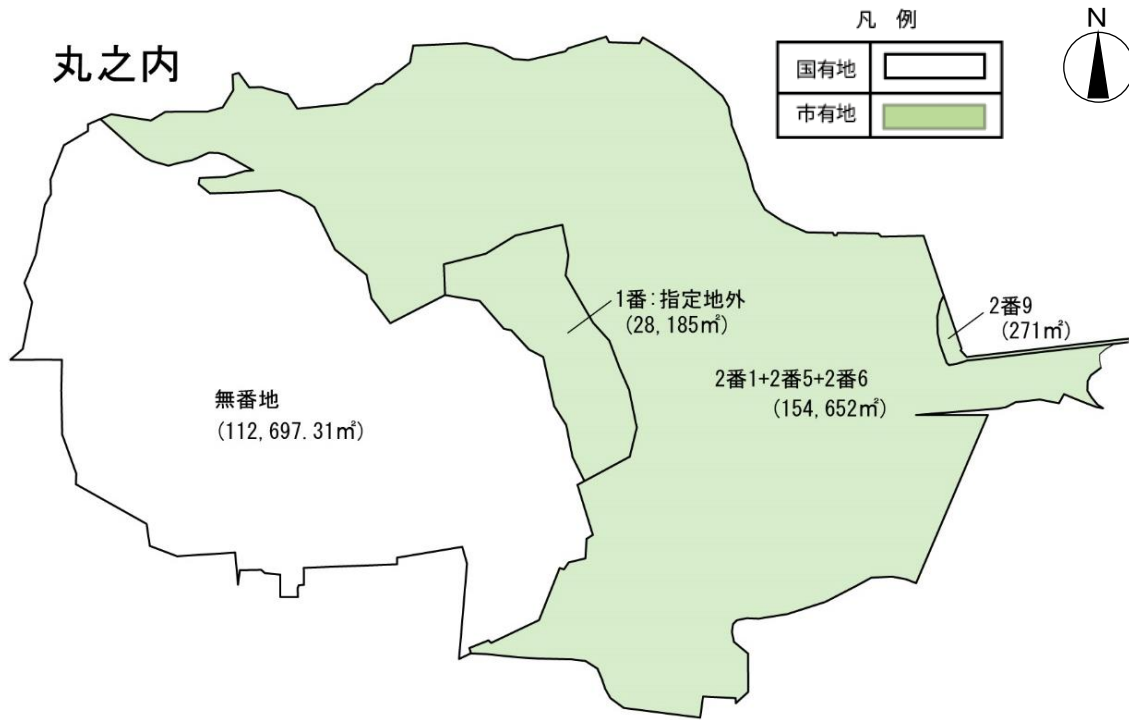 丸之内
凡 例
国有地
市有地
N
1番:指定地外
(28,185㎡)
2番9
(271㎡)
2番1+2番5+2番6
(154,652㎡)
無番地
(112,697.31㎡)